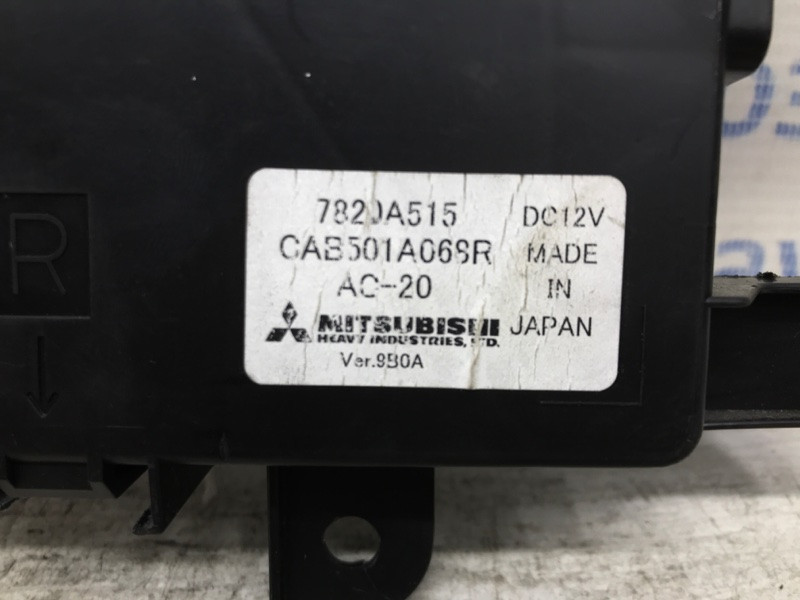 R
7820A515
CAB501A068R
AC-20
MITSUBISHI
HEAVY INDUSTRIES, LTD.
Ver.9B0A
DC12V
MADE
IN
JAPAN